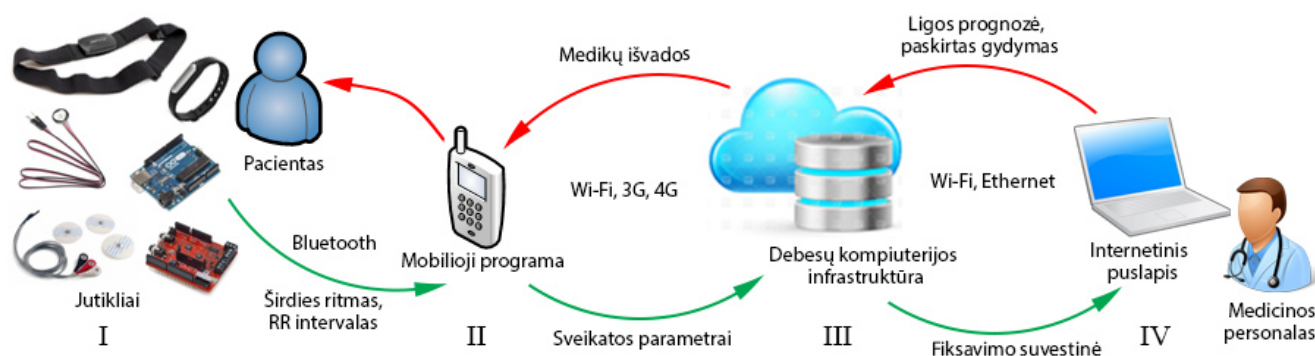 Pacientas
Jutikliai
I
Bluetooth
Širdies ritmas,
RR intervalas
Medikų išvados
Mobilioji programa
II
Wi-Fi, 3G, 4G
Sveikatos parametrai
Debesų kompiuterijos
infrastruktūra
III
Ligos prognozė,
paskirtas gydymas
Wi-Fi, Ethernet
Fiksavimo suvestinė
Internetinis
puslapis
IV
Medicinos
personalas